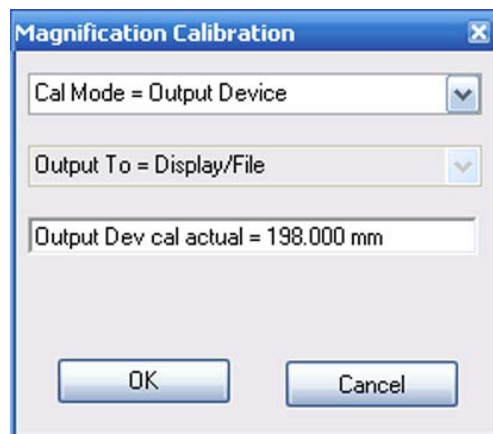 Magnification Calibration
Cal Mode = Output Device
Output To = Display/File
Output Dev cal actual = 198.000 mm
OK
Cancel